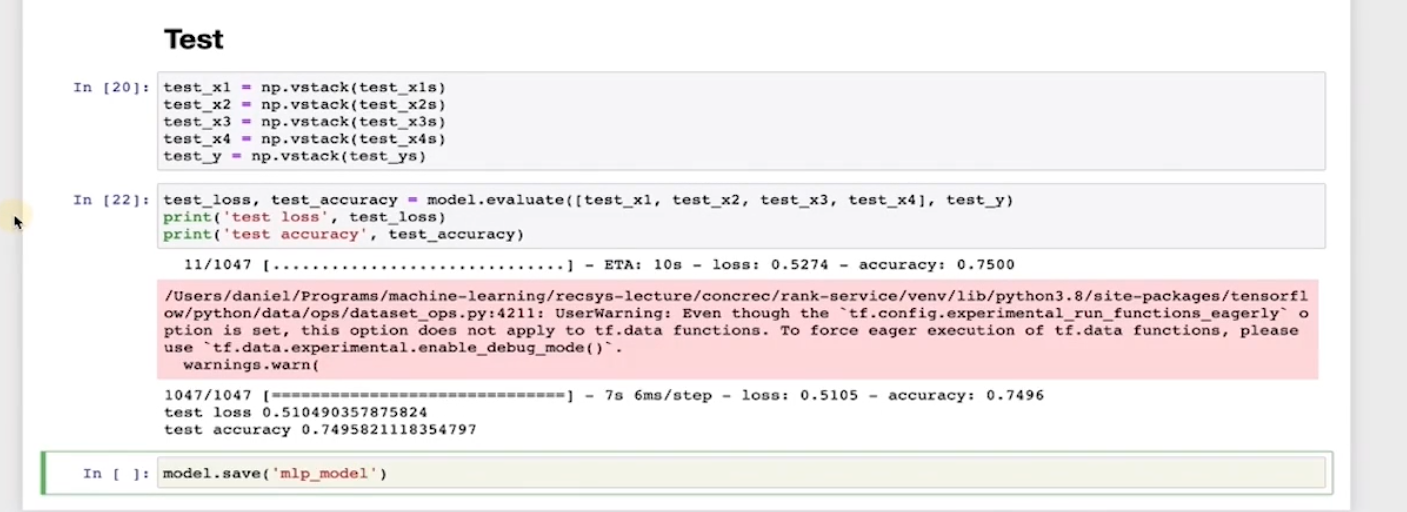 Test
In [20]: test_x1 = np.vstack(test_x1s)
test_x2 = np.vstack(test_x2s)
test_x3 = np.vstack(test_x3s)
test_x4 = np.vstack(test_x4s)
test_y = np.vstack(test_ys)
In [22]: test_loss, test_accuracy = model.evaluate([test_x1, test_x2, test_x3, test_x4], test_y)
print('test loss', test_loss)
print('test accuracy', test_accuracy)
11/1047 [..............................] - ETA: 10s - loss: 0.5274 - accuracy: 0.7500
/Users/daniel/Programs/machine-learning/recsys-lecture/concrec/rank-service/venv/lib/python3.8/site-packages/tensorfl
ow/python/data/ops/dataset_ops.py:4211: UserWarning: Even though the `tf.config.experimental_run_functions_eagerly` o
ption is set, this option does not apply to tf.data functions. To force eager execution of tf.data functions, please
use `tf.data.experimental.enable_debug_mode()`.
warnings.warn(
1047/1047 [==============================] - 7s 6ms/step - loss: 0.5105 - accuracy: 0.7496
test loss 0.510490357875824
test accuracy 0.7495821118354797
In [ ]: model.save('mlp_model')